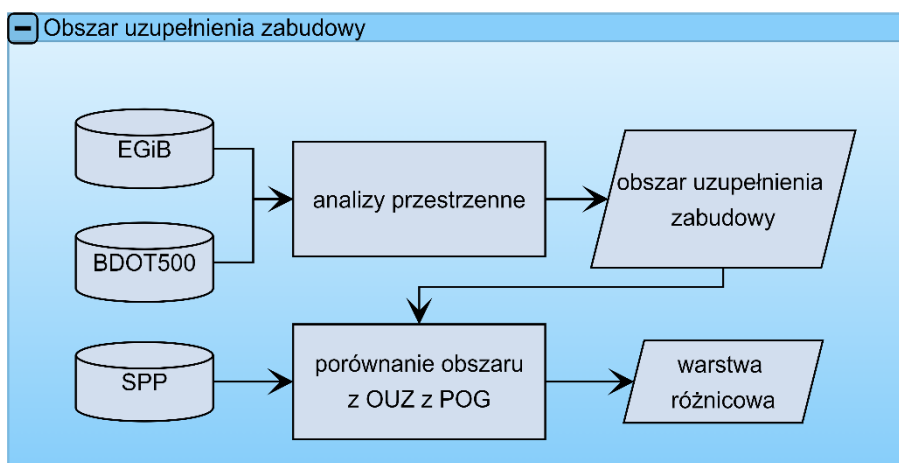 Obszar uzupełnienia zabudowy
EGiB
BDOT500
analizy przestrzenne
obszar uzupełnienia
zabudowy
SPP
porównanie obszaru
z OUZ z POG
warstwa
różnicowa